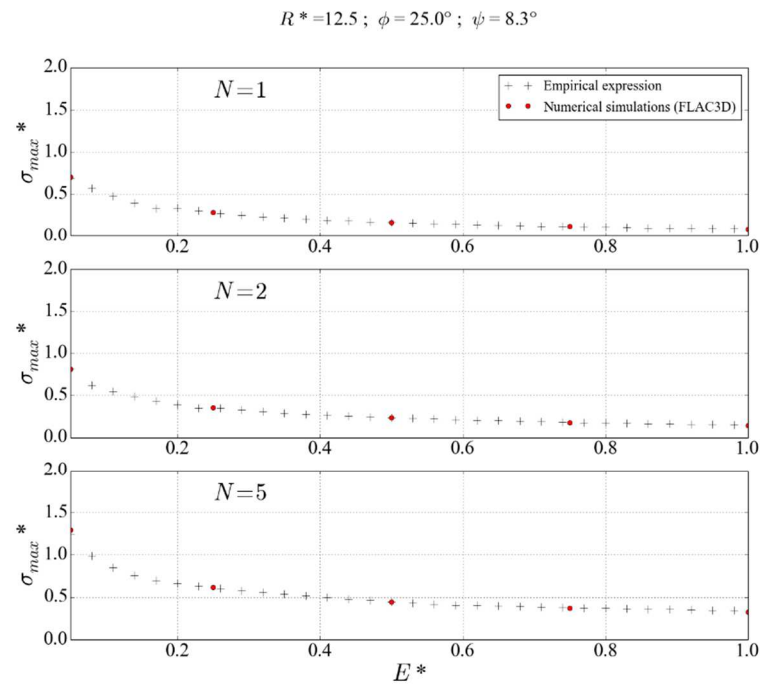 R * =12.5 ; ϕ = 25.0° ; ψ = 8.3°
2.0
N=1
+ + Empirical expression
Numerical simulations (FLAC3D)
1.5
σmax*
1.0
0.5
0.0
0.2 0.4 0.6 0.8 1.0
2.0
N=2
1.5
σmax*
1.0
0.5
0.0
0.2 0.4 0.6 0.8 1.0
2.0
N=5
1.5
σmax*
1.0
0.5
0.0
0.2 0.4 0.6 0.8 1.0
E *